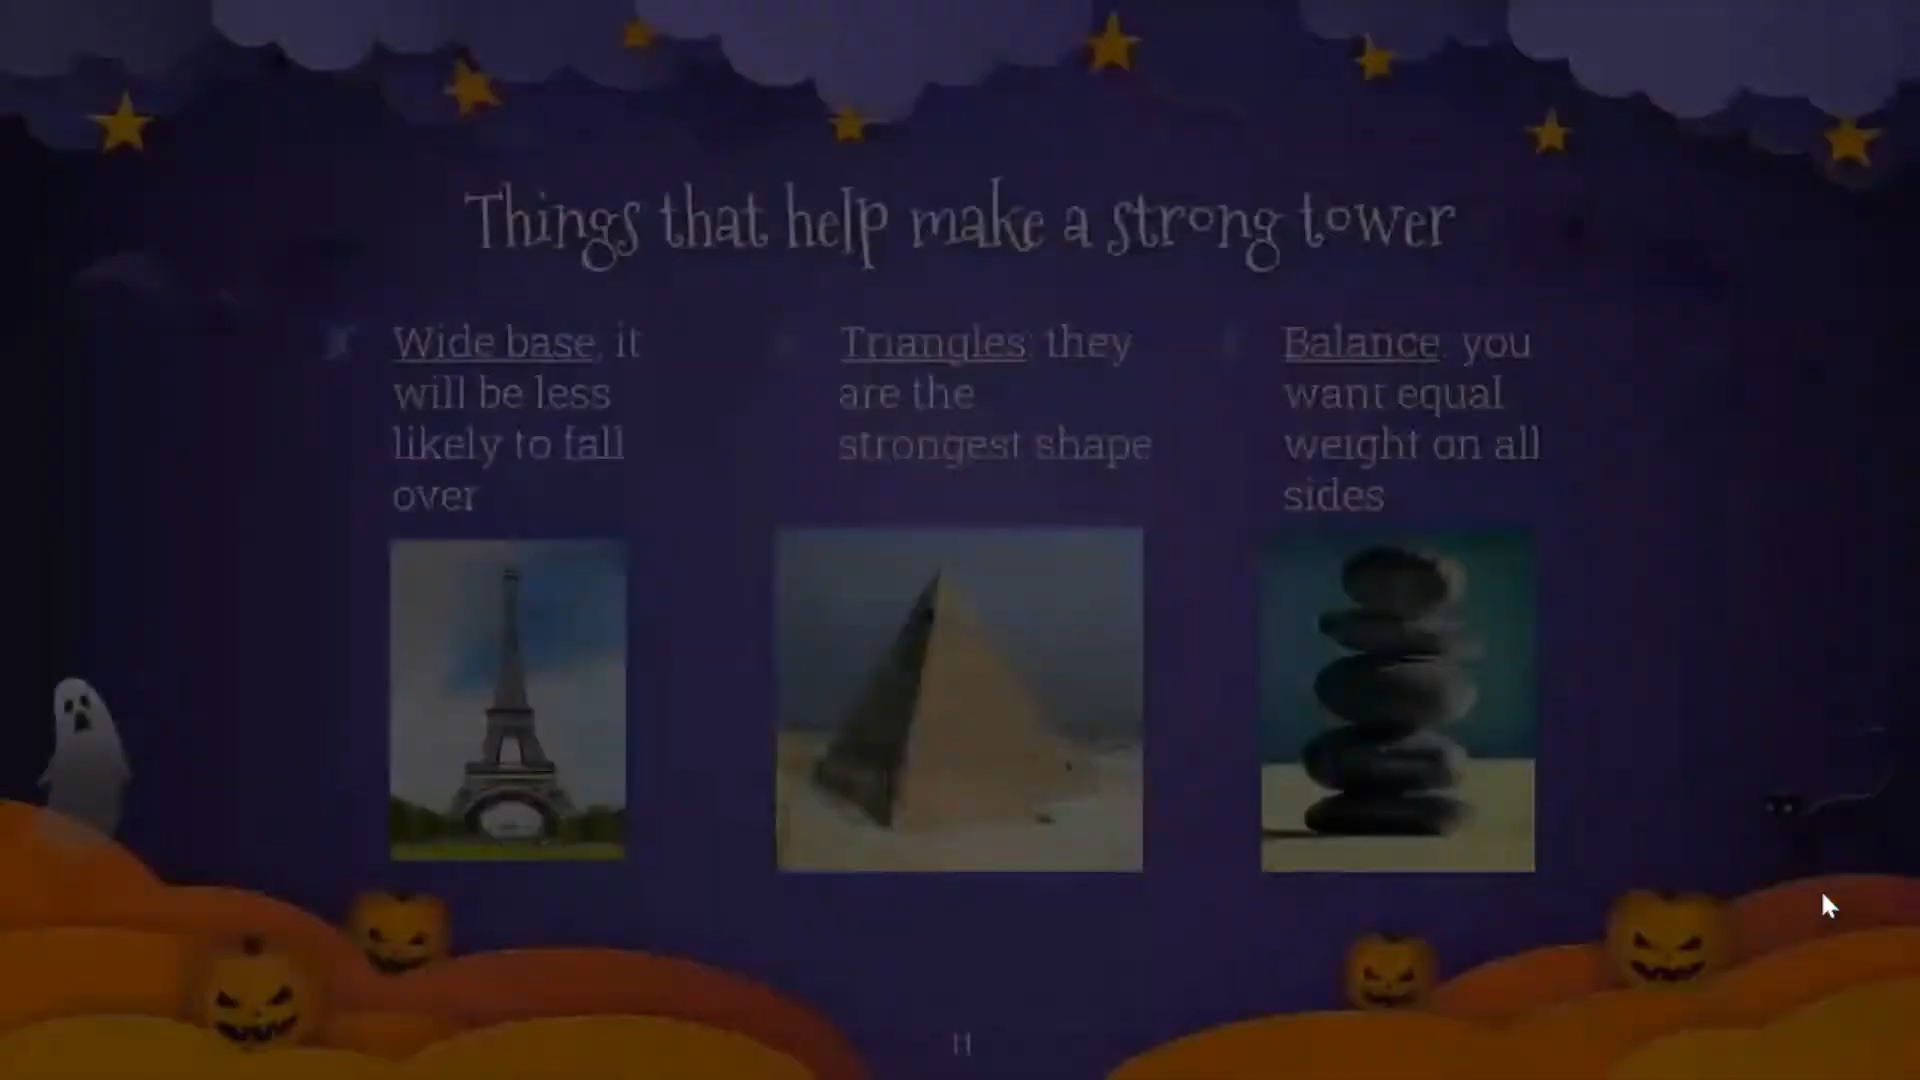 Things that help make a strong tower
Wide base, it
will be less
likely to fall
over
Triangles: they
are the
strongest shape
Balance: you
want equal
weight on all
sides
11